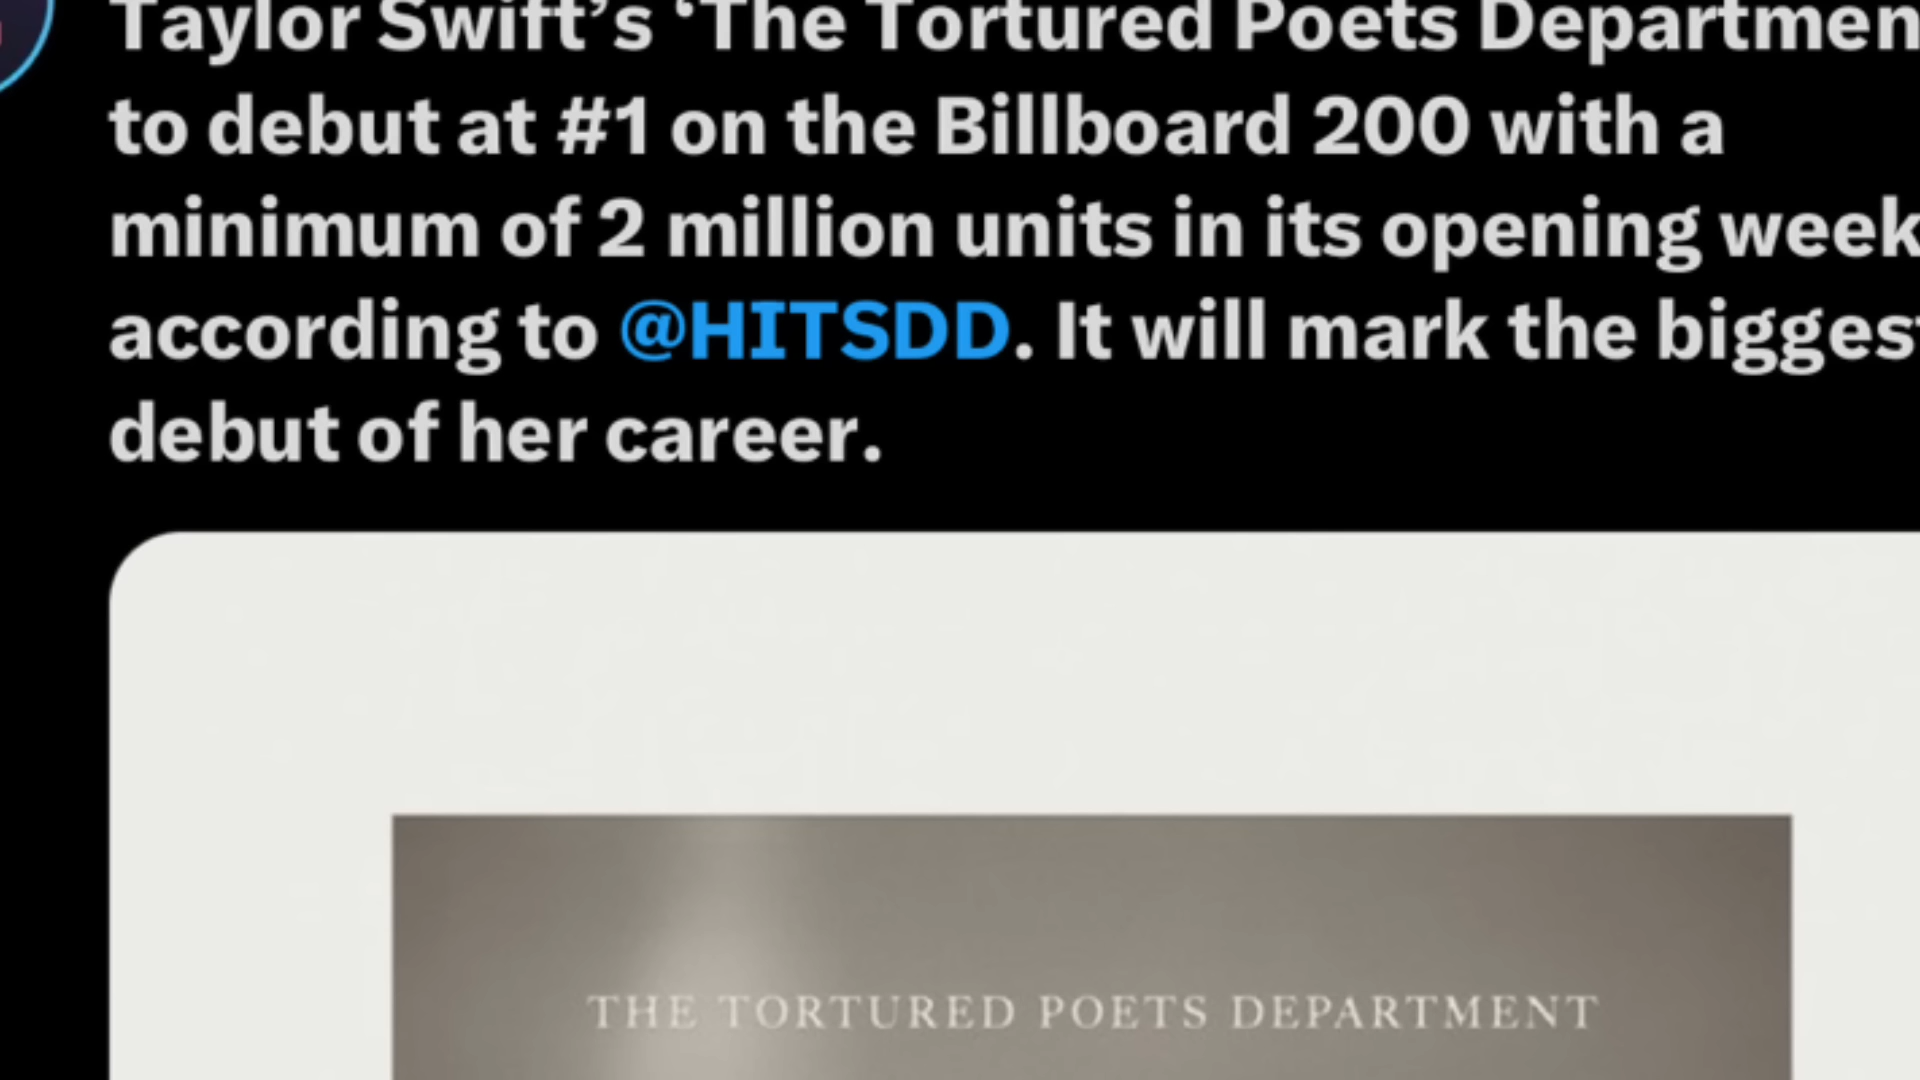 Taylor Swift’s ‘The Tortured Poets Departmen
to debut at #1 on the Billboard 200 with a
minimum of 2 million units in its opening week
according to @HITSDD. It will mark the biggest
debut of her career.
THE TORTURED POETS DEPARTMENT